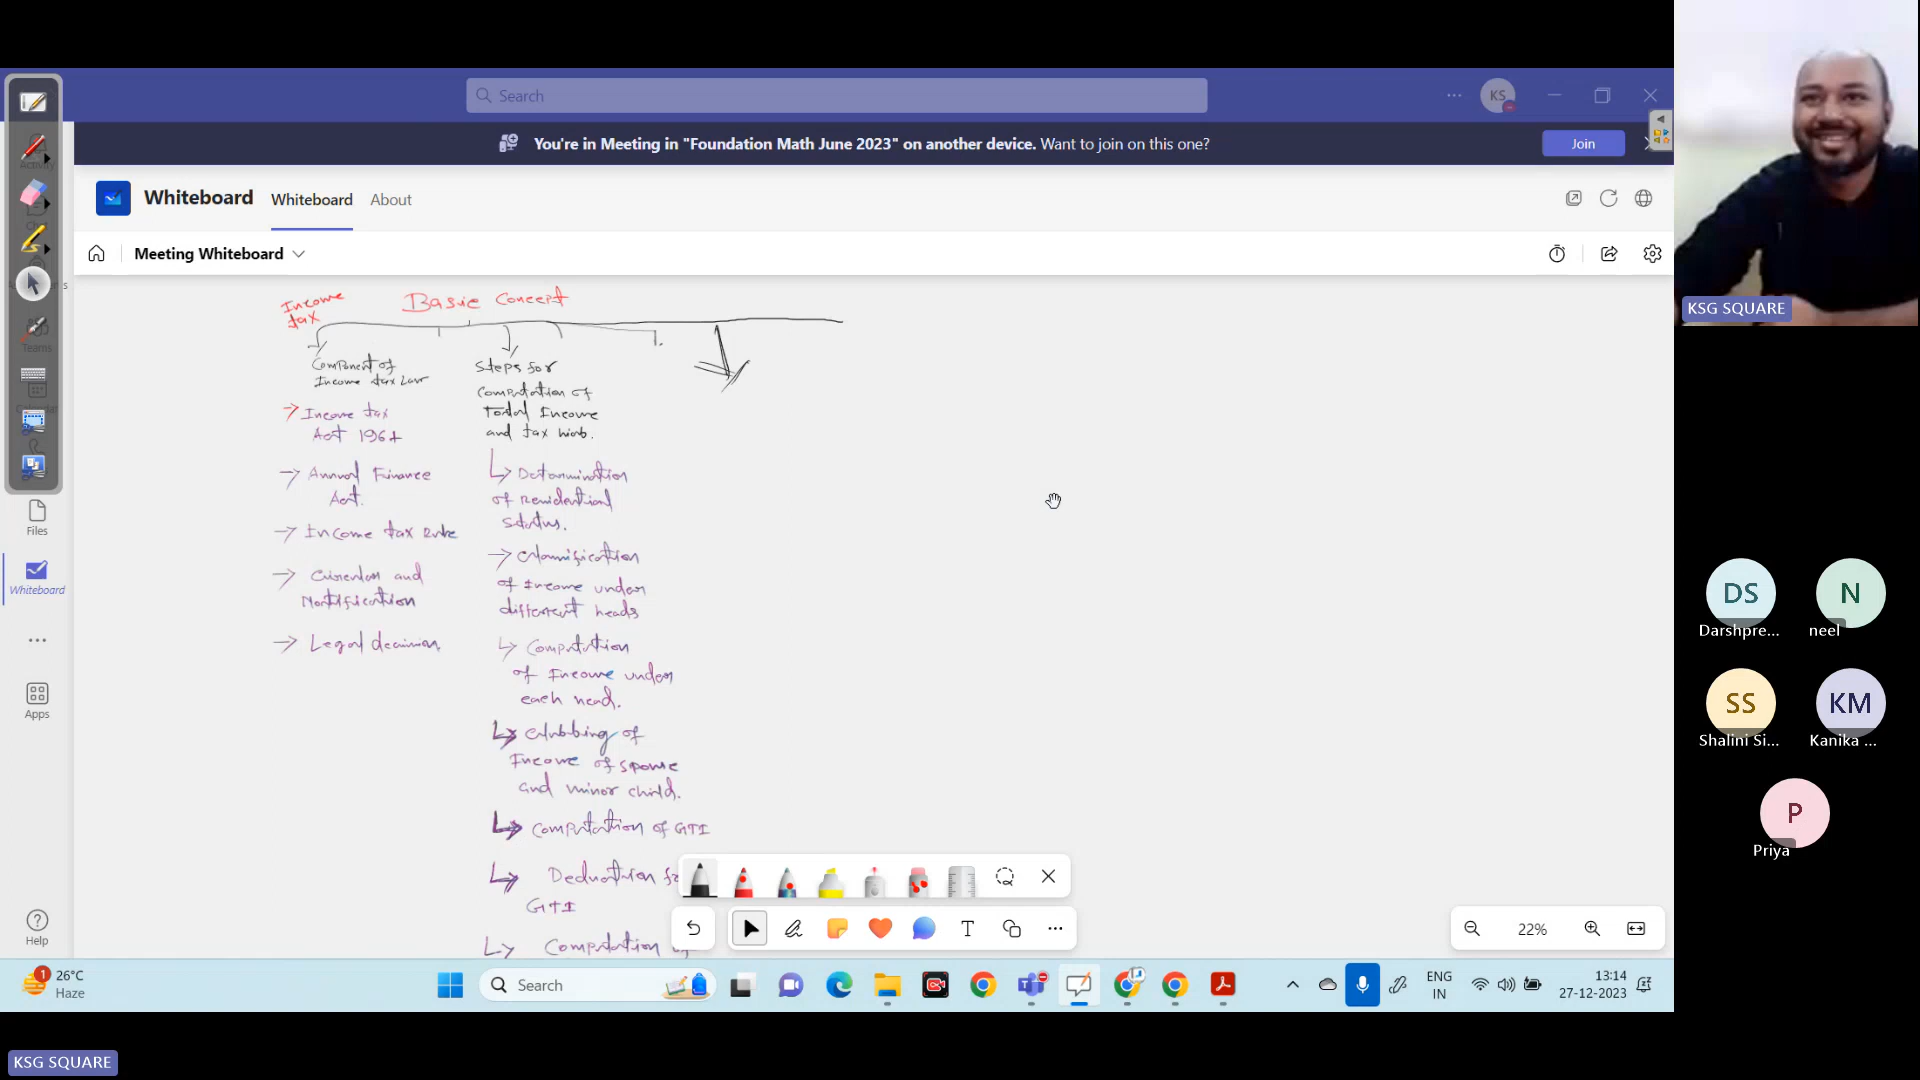 Search
KS
You're in Meeting in "Foundation Math June 2023" on another device. Want to join on this one?
Join
Whiteboard
Whiteboard
About
Meeting Whiteboard
Income
tax
Basic Concept
Component of
Income tax Law
→ Income tax
Act 1961
→ Annual Finance
Act.
→ Income tax Rule
→ Circular and
Notification
→ Legal decision
Steps for
Computation of
Total Income
and tax
Determination
of Residential
Status.
→ Classification
of Income under
different heads
Computation
of Income under
each head.
Clubbing of
Income of spouse
and minor child.
Computation of GTI
Deduction
GTI
Computation
Teams
Files
Whiteboard
Apps
Help
22%
1
26°C
Haze
Search
ENG
IN
13:14
27-12-2023
KSG SQUARE
DS
Darshpre...
N
neel
SS
Shalini Si...
KM
Kanika ...
P
Priya
KSG SQUARE